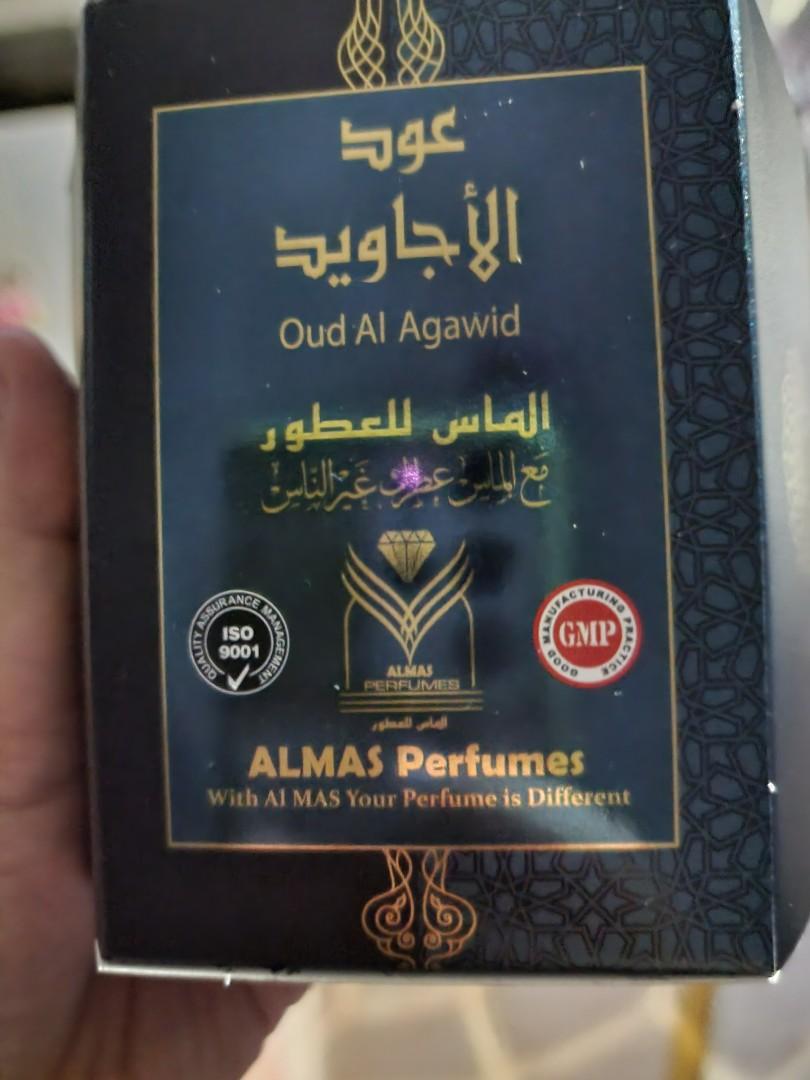 عود
الأجاويد
Oud Al Agawid
الماس للعطور
مع الماس عطرك غير الناس
QUALITY ASSURANCE MANAGEMENT
ISO
9001
GOOD MANUFACTURING PRACTICE
GMP
ALMAS
PERFUMES
الماس للعطور
ALMAS Perfumes
With Al MAS Your Perfume is Different